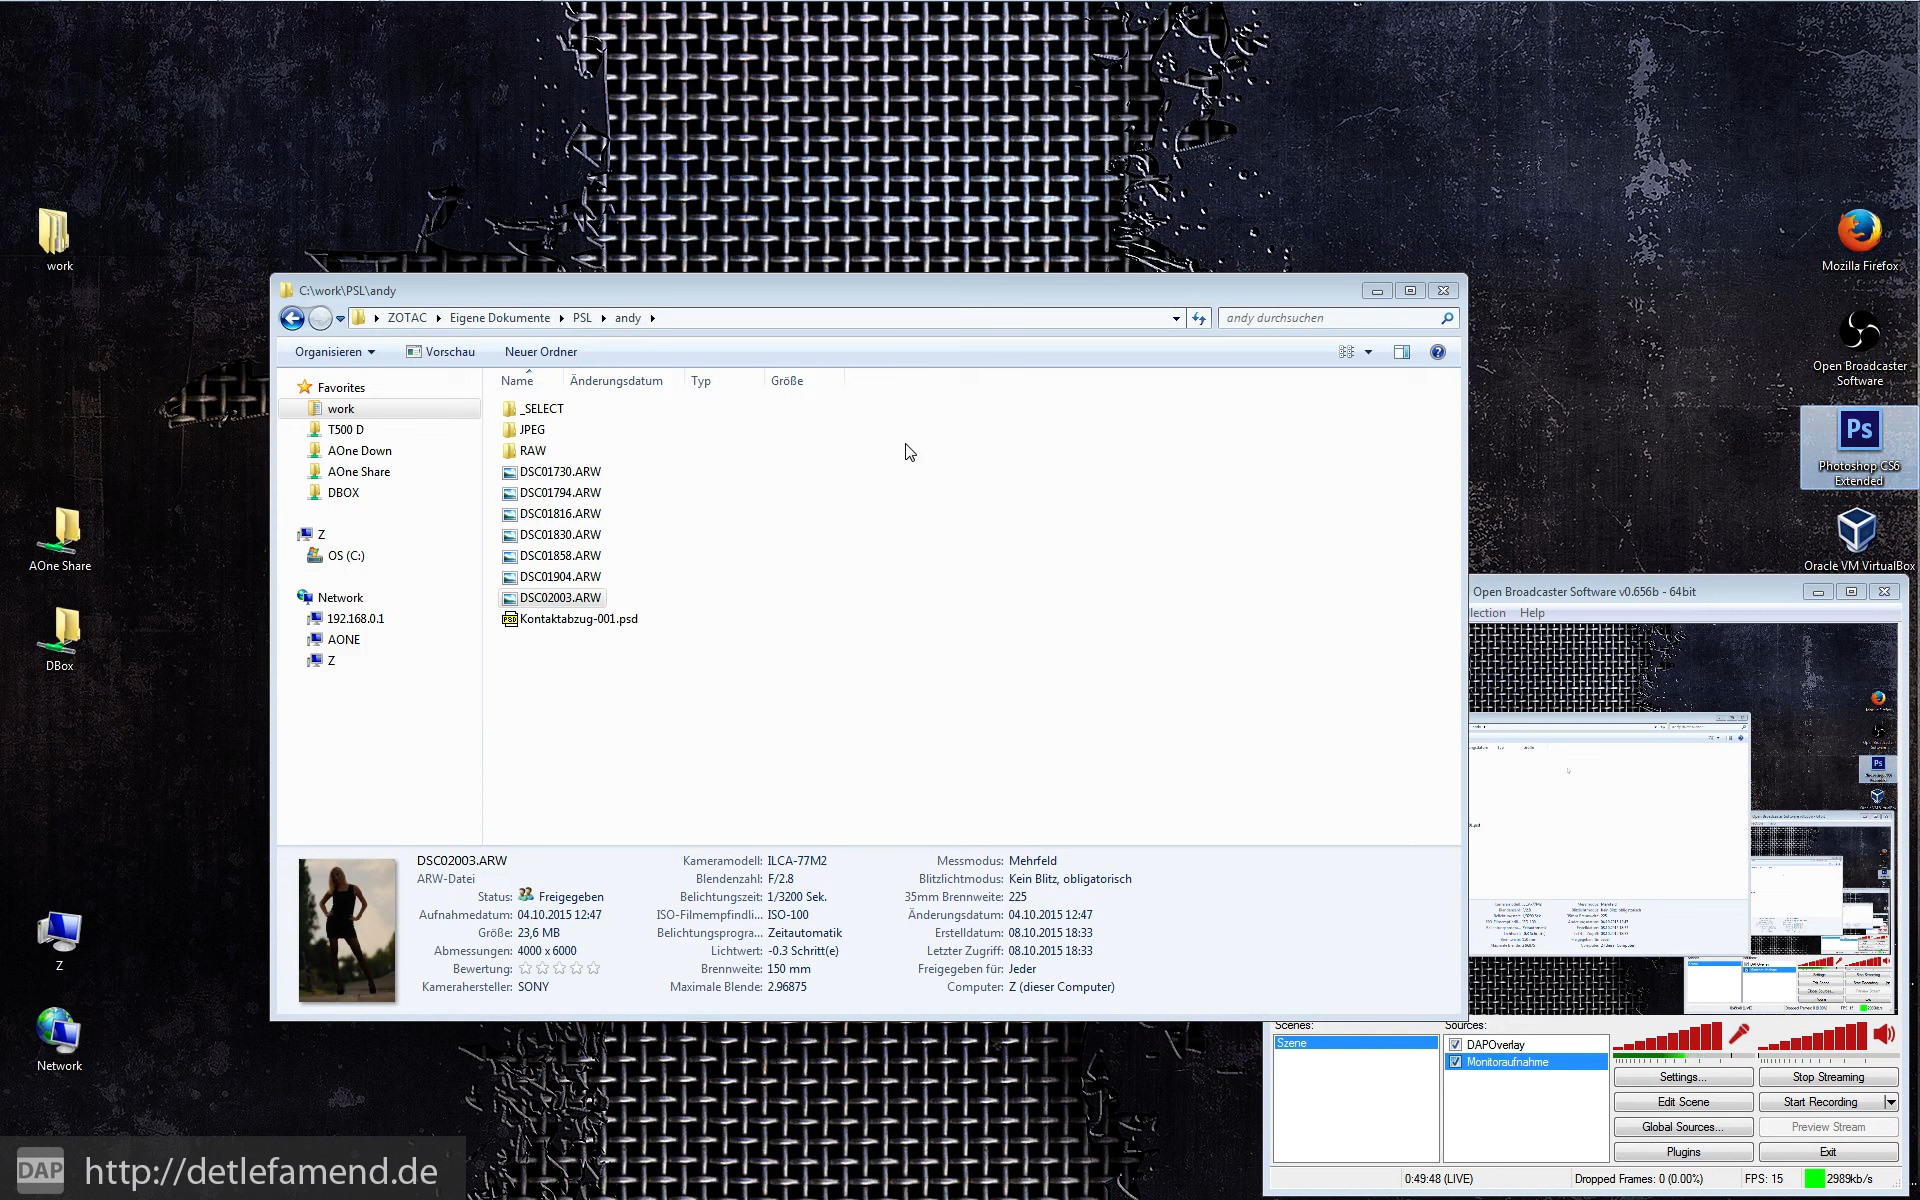 work
AOne Share
DBox
Z
Network
Mozilla Firefox
Open Broadcaster
Software
Ps
Photoshop CS6
Extended
Oracle VM VirtualBox
C:\work\PSL\andy
ZOTAC
Eigene Dokumente
PSL
andy
andy durchsuchen
Organisieren
Vorschau
Neuer Ordner
Name
Änderungsdatum
Typ
Größe
Favorites
work
T500 D
AOne Down
AOne Share
DBOX
Z
OS (C:)
Network
192.168.0.1
AONE
Z
_SELECT
JPEG
RAW
DSC01730.ARW
DSC01794.ARW
DSC01816.ARW
DSC01830.ARW
DSC01858.ARW
DSC01904.ARW
DSC02003.ARW
PSD Kontaktabzug-001.psd
DSC02003.ARW
ARW-Datei
Status: Freigegeben
Aufnahmedatum: 04.10.2015 12:47
Größe: 23,6 MB
Abmessungen: 4000 x 6000
Bewertung:
Kamerahersteller: SONY
Kameramodell: ILCA-77M2
Blendenzahl: F/2.8
Belichtungszeit: 1/3200 Sek.
ISO-Filmempfindli... ISO-100
Belichtungsprogra... Zeitautomatik
Lichtwert: -0.3 Schritt(e)
Brennweite: 150 mm
Maximale Blende: 2.96875
Messmodus: Mehrfeld
Blitzlichtmodus: Kein Blitz, obligatorisch
35mm Brennweite: 225
Änderungsdatum: 04.10.2015 12:47
Erstelldatum: 08.10.2015 18:33
Letzter Zugriff: 08.10.2015 18:33
Freigegeben für: Jeder
Computer: Z (dieser Computer)
Open Broadcaster Software v0.656b - 64bit
lection Help
Scenes:
Szene
Sources:
DAPOverlay
Monitoraufnahme
Settings...
Stop Streaming
Edit Scene
Start Recording
Global Sources...
Preview Stream
Plugins
Exit
0:49:48 (LIVE)
Dropped Frames: 0 (0.00%)
FPS: 15
2989kb/s
DAP http://detlefamend.de